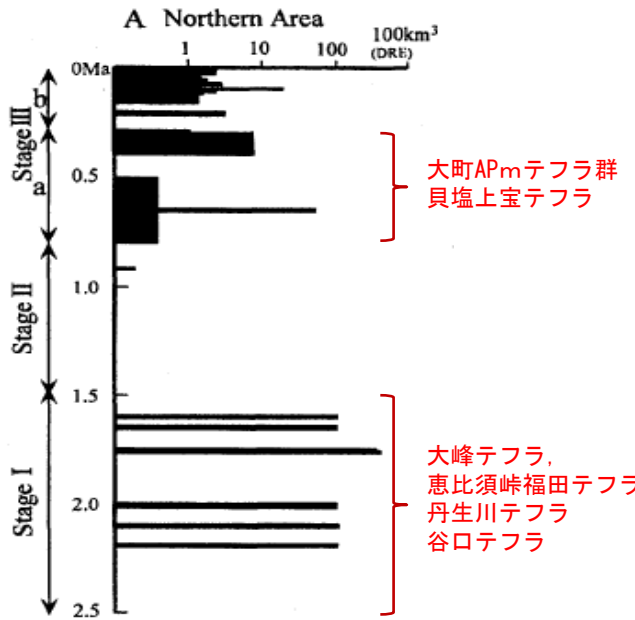 A Northern Area
1 10 100 100km³
(DRE)
0Ma
b
Stage III
a
0.5
大町APmテフラ群
貝塩上宝テフラ
Stage II
1.0
1.5
Stage I
大峰テフラ,
恵比須峠福田テフラ
2.0
丹生川テフラ
谷口テフラ
2.5